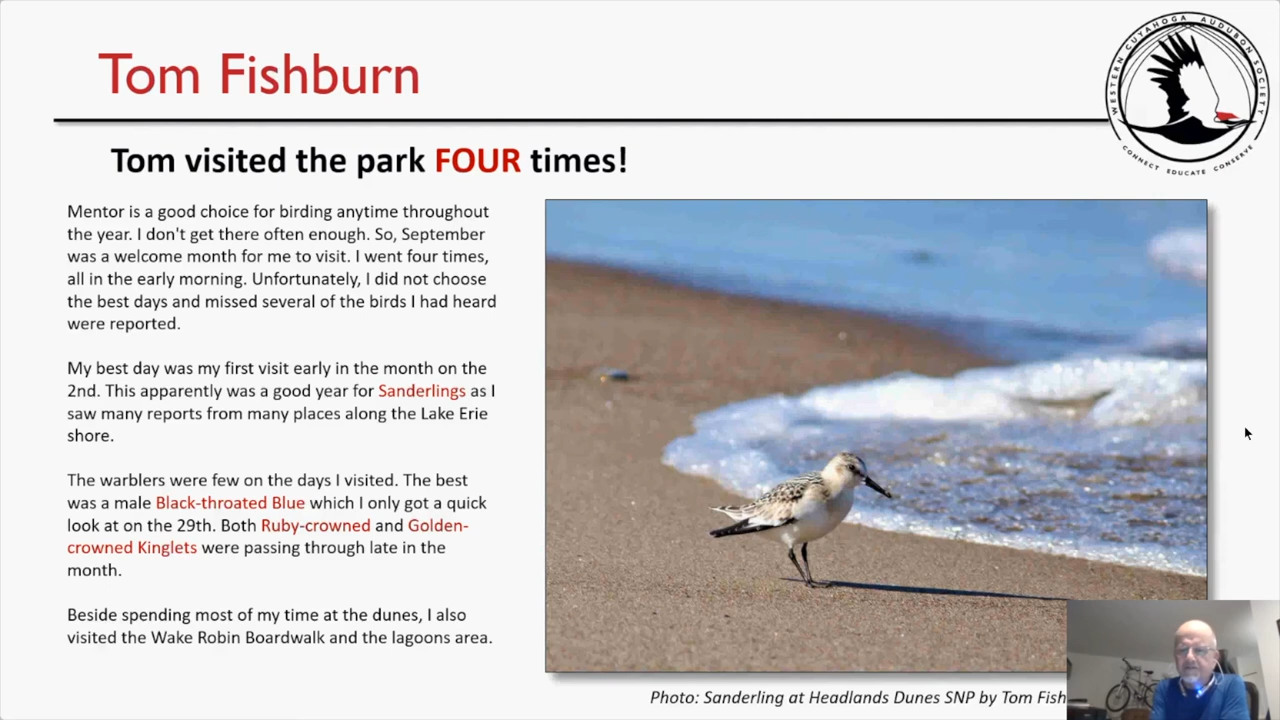 Tom Fishburn
WESTERN CUYAHOGA AUDUBON SOCIETY
CONNECT EDUCATE CONSERVE
Tom visited the park FOUR times!
Mentor is a good choice for birding anytime throughout
the year. I don't get there often enough. So, September
was a welcome month for me to visit. I went four times,
all in the early morning. Unfortunately, I did not choose
the best days and missed several of the birds I had heard
were reported.
My best day was my first visit early in the month on the
2nd. This apparently was a good year for Sanderlings as I
saw many reports from many places along the Lake Erie
shore.
The warblers were few on the days I visited. The best
was a male Black-throated Blue which I only got a quick
look at on the 29th. Both Ruby-crowned and Golden-
crowned Kinglets were passing through late in the
month.
Beside spending most of my time at the dunes, I also
visited the Wake Robin Boardwalk and the lagoons area.
Photo: Sanderling at Headlands Dunes SNP by Tom Fish